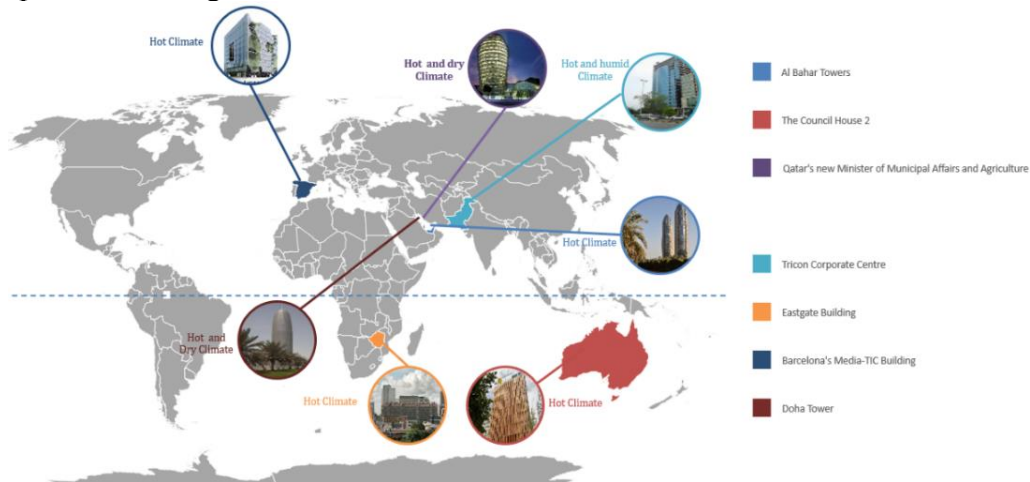 Hot Climate
Hot and dry
Climate
Hot and humid
Climate
Hot Climate
Hot and
Dry Climate
Hot Climate
Hot Climate
Al Bahar Towers
The Council House 2
Qatar's new Minister of Municipal Affairs and Agriculture
Tricon Corporate Centre
Eastgate Building
Barcelona's Media-TIC Building
Doha Tower